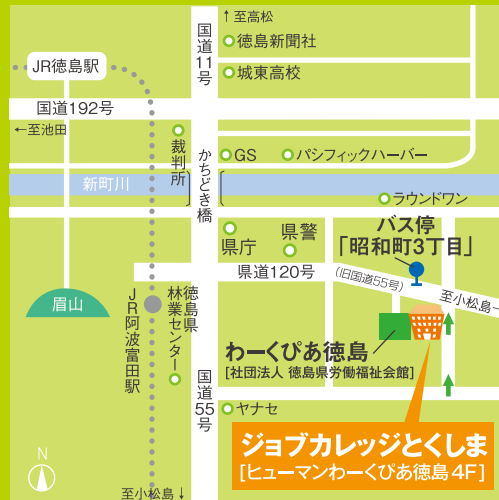 ↑至高松
国道11号
徳島新聞社
JR徳島駅
城東高校
国道192号
←至池田
裁判所
かちどき橋
GS
パシフィックハーバー
新町川
ラウンドワン
バス停
「昭和町3丁目」
県庁
県警
県道120号
(旧国道55号)
至小松島→
眉山
JR阿波富田駅
徳島県
林業センター
わーくぴあ徳島
[社団法人 徳島県労働福祉会館]
国道55号
ヤナセ
ジョブカレッジとくしま
[ヒューマンわーくぴあ徳島4F]
N
至小松島↓